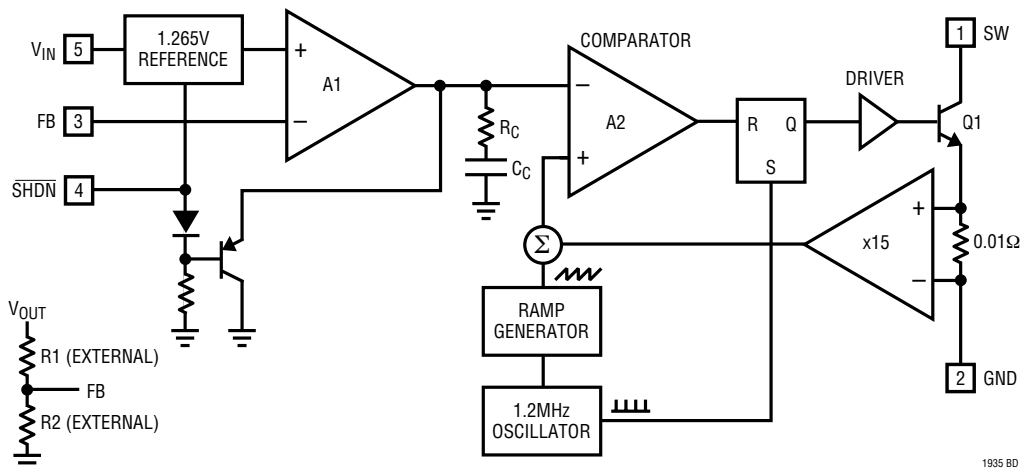 VIN 5
1.265V
REFERENCE
+
−
A1
FB 3
SHDN 4
RC
CC
COMPARATOR
−
+
A2
R Q
S
DRIVER
1 SW
Q1
Σ
x15
+
−
0.01Ω
RAMP
GENERATOR
1.2MHz
OSCILLATOR
2 GND
VOUT
R1 (EXTERNAL)
FB
R2 (EXTERNAL)
1935 BD